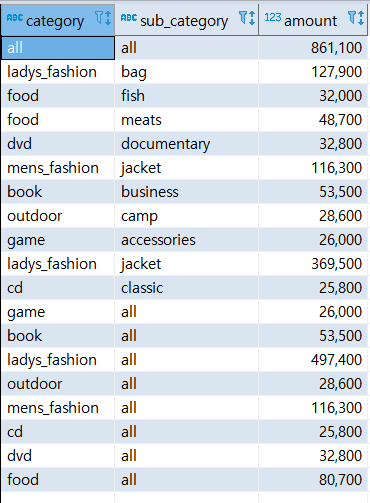 ABC category ABC sub_category 123 amount
all all 861,100
ladys_fashion bag 127,900
food fish 32,000
food meats 48,700
dvd documentary 32,800
mens_fashion jacket 116,300
book business 53,500
outdoor camp 28,600
game accessories 26,000
ladys_fashion jacket 369,500
cd classic 25,800
game all 26,000
book all 53,500
ladys_fashion all 497,400
outdoor all 28,600
mens_fashion all 116,300
cd all 25,800
dvd all 32,800
food all 80,700